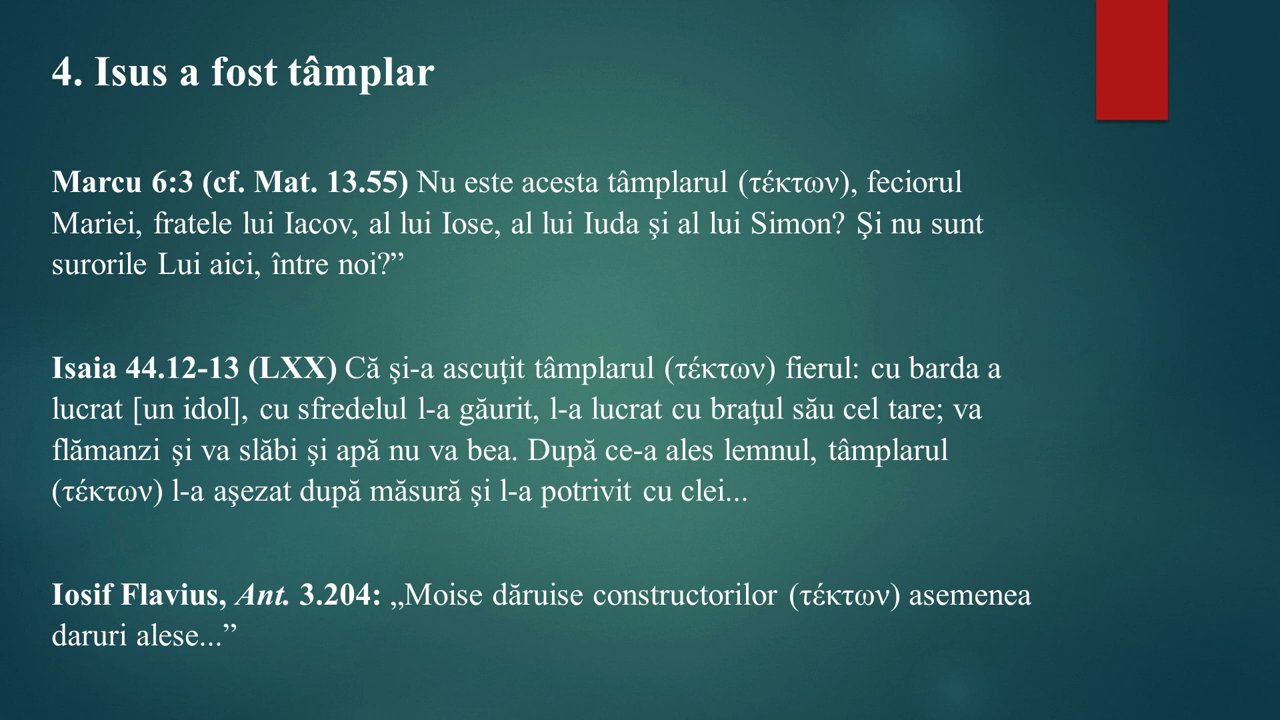 4. Isus a fost tâmplar
Marcu 6:3 (cf. Mat. 13.55) Nu este acesta tâmplarul (τέκτων), feciorul
Mariei, fratele lui Iacov, al lui Iose, al lui Iuda şi al lui Simon? Şi nu sunt
surorile Lui aici, între noi?”
Isaia 44.12-13 (LXX) Că şi-a ascuţit tâmplarul (τέκτων) fierul: cu barda a
lucrat [un idol], cu sfredelul l-a găurit, l-a lucrat cu braţul său cel tare; va
flămanzi şi va slăbi şi apă nu va bea. După ce-a ales lemnul, tâmplarul
(τέκτων) l-a aşezat după măsură şi l-a potrivit cu clei...
Iosif Flavius, Ant. 3.204: „Moise dăruise constructorilor (τέκτων) asemenea
daruri alese...”